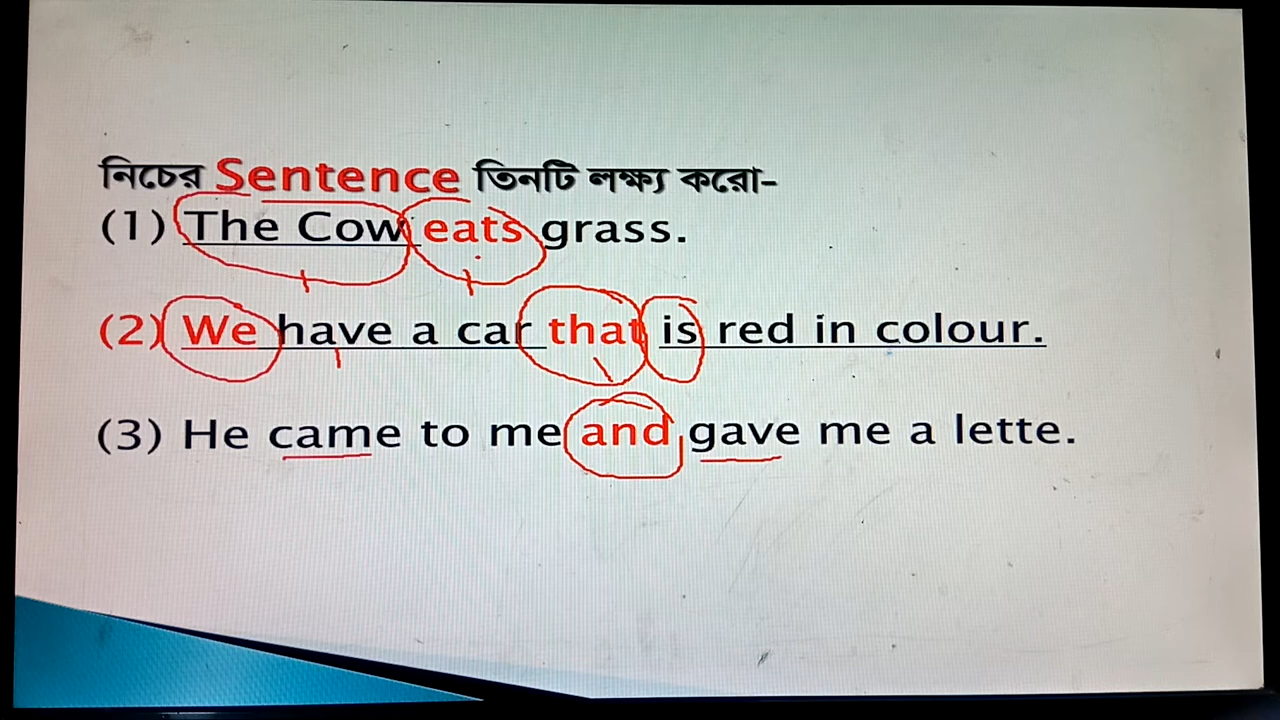 নিচের Sentence তিনটি লক্ষ্য করো-
(1) The Cow eats grass.
(2) We have a car that is red in colour.
(3) He came to me and gave me a lette.